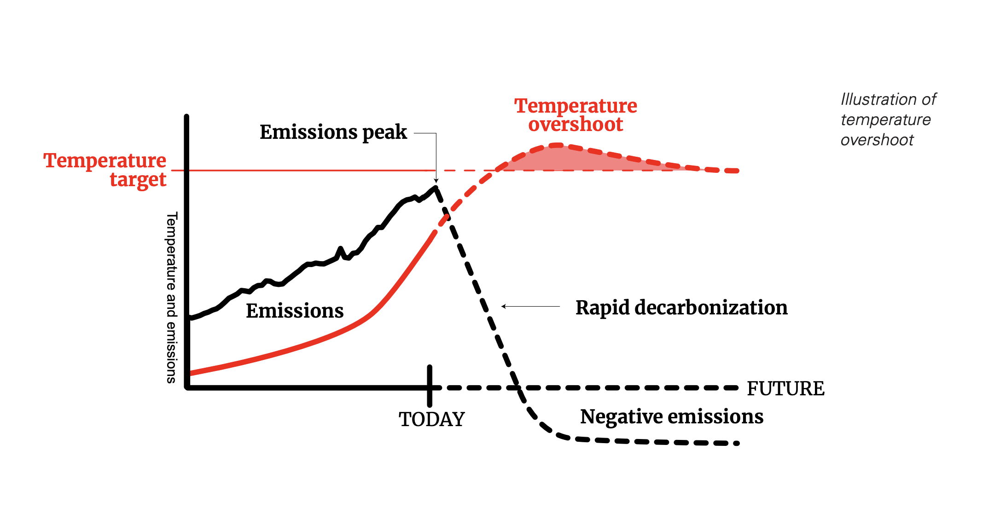 Illustration of
temperature
overshoot
Temperature
overshoot
Emissions peak
Temperature
target
Temperature and emissions
Emissions
Rapid decarbonization
FUTURE
TODAY
Negative emissions